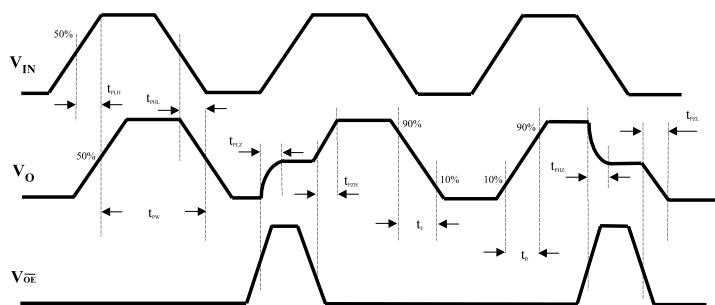 50%
V_IN
t_PLH
t_PHL
t_PLZ
t_PZL
90%
90%
50%
V_O
t_PZH
t_PHZ
10%
10%
t_PW
t_F
t_R
V_OE